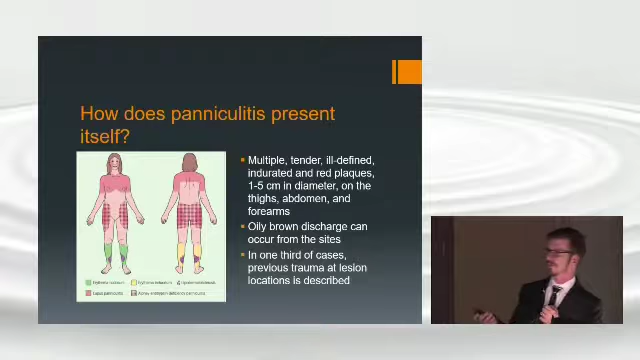 How does panniculitis present
itself?
Multiple, tender, ill-defined,
indurated and red plaques,
1-5 cm in diameter, on the
thighs, abdomen, and
forearms
Oily brown discharge can
occur from the sites
In one third of cases,
previous trauma at lesion
locations is described